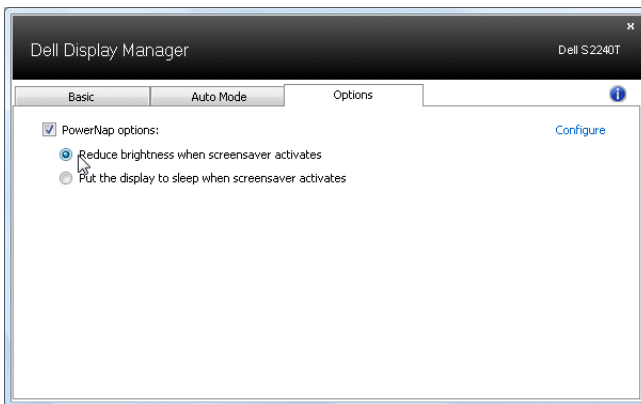 Dell Display Manager
Dell S2240T
Basic
Auto Mode
Options
PowerNap options:
Configure
Reduce brightness when screensaver activates
Put the display to sleep when screensaver activates